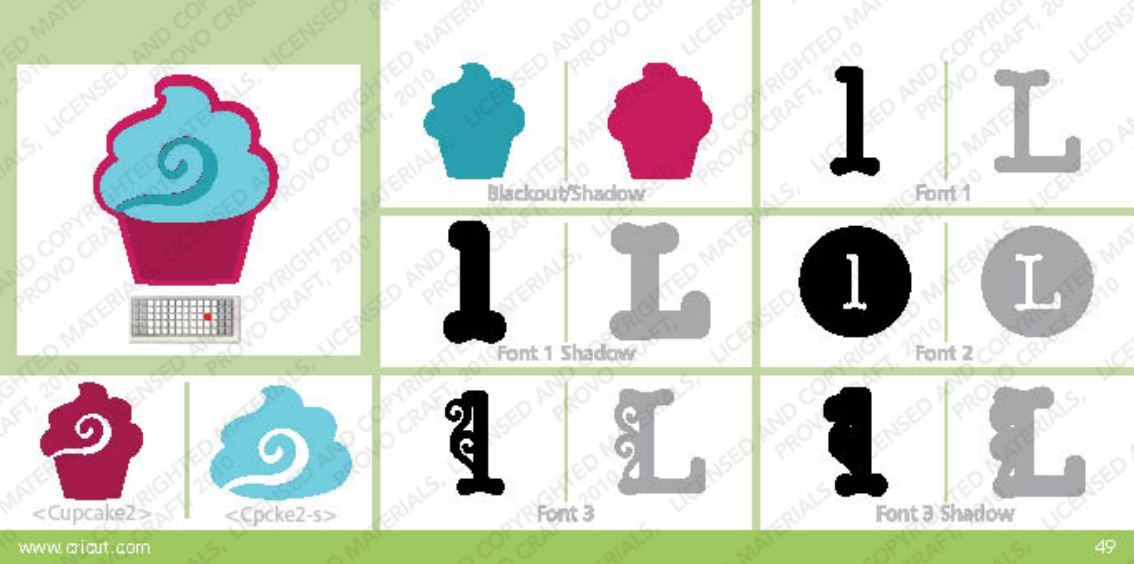 Blackout/Shadow
l L
Font 1
l L
Font 1 Shadow
l L
Font 2
<Cupcake2>
<Cpcke2-s>
l L
Font 3
l L
Font 3 Shadow
www.cricut.com
49
LICENSED AND COPYRIGHTED MATERIALS,
PROVO CRAFT, 2010